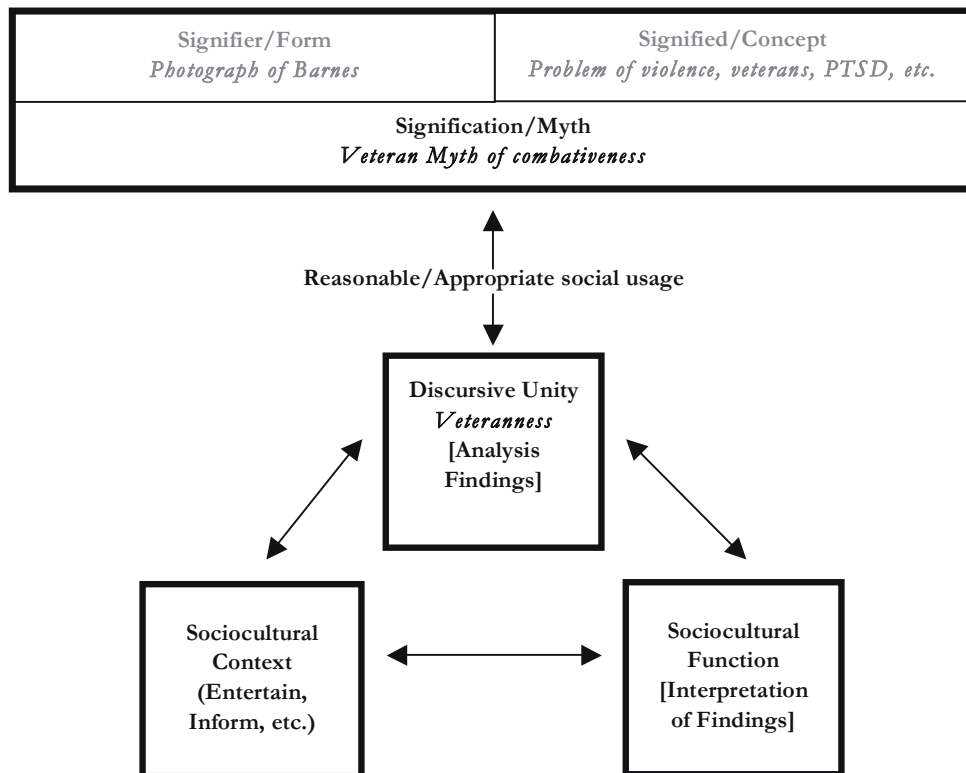 Signifier/Form
Photograph of Barnes
Signified/Concept
Problem of violence, veterans, PTSD, etc.
Signification/Myth
Veteran Myth of combativeness
Reasonable/Appropriate social usage
Discursive Unity
Veteranness
[Analysis
Findings]
Sociocultural
Context
(Entertain,
Inform, etc.)
Sociocultural
Function
[Interpretation
of Findings]